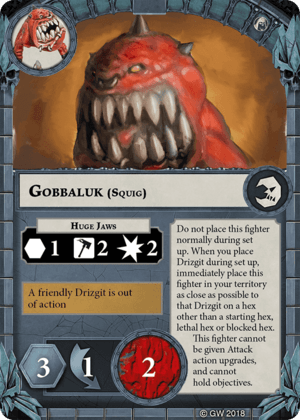 GOBBALUK (SQUIG)
HUGE JAWS
1 2 2
A friendly Drizgit is out
of action
Do not place this fighter
normally during set
up. When you place
Drizgit during set up,
immediately place this
fighter in your territory
as close as possible to
that Drizgit on a hex
other than a starting hex,
lethal hex or blocked hex.
This fighter cannot
be given Attack
action upgrades,
and cannot
hold objectives.
3 1 2
© GW 2018